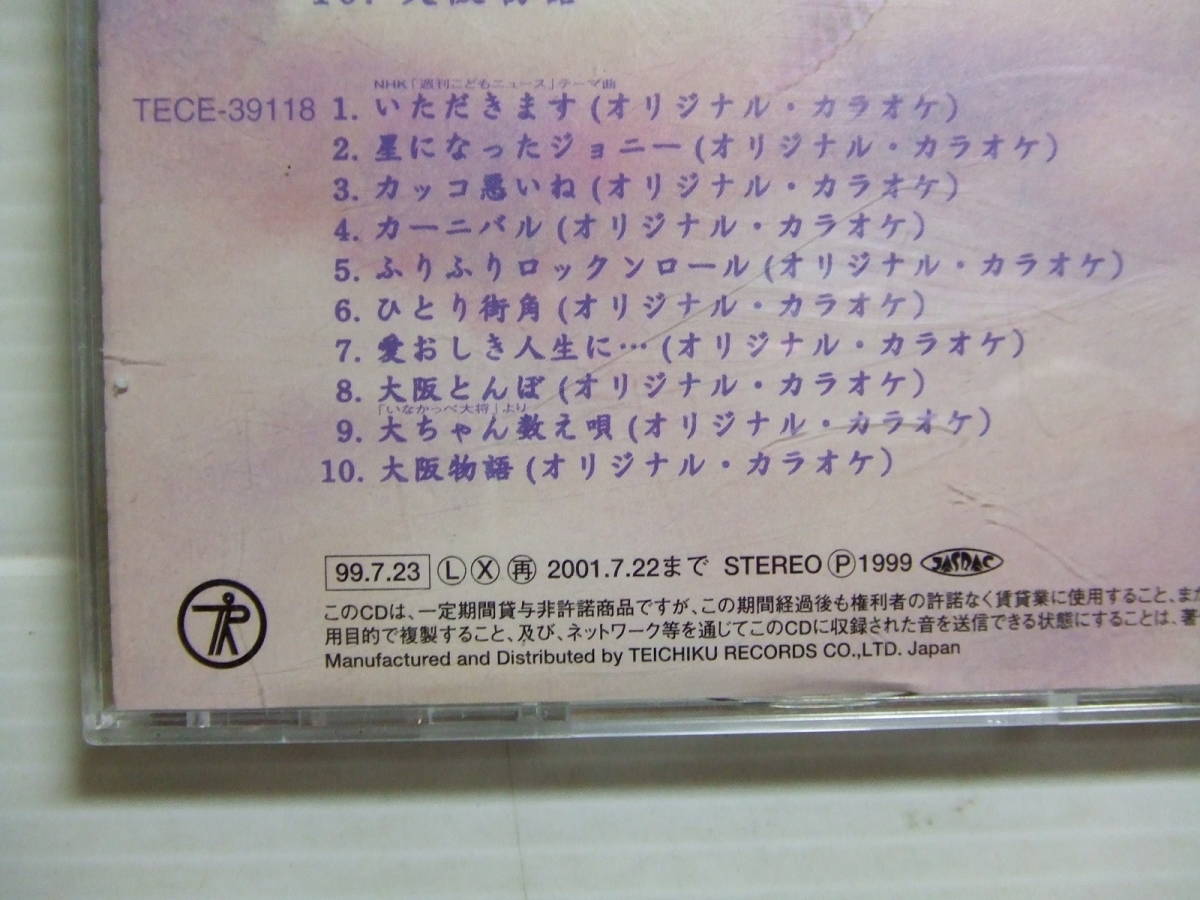 10. 大阪物語
NHK「週刊こどもニュース」テーマ曲
TECE-39118 1. いただきます (オリジナル・カラオケ)
2. 星になったジョニー (オリジナル・カラオケ)
3. カッコ悪いね (オリジナル・カラオケ)
4. カーニバル (オリジナル・カラオケ)
5. ふりふりロックンロール (オリジナル・カラオケ)
6. ひとり街角 (オリジナル・カラオケ)
7. 愛おしき人生に… (オリジナル・カラオケ)
8. 大阪とんぼ (オリジナル・カラオケ)
「いなかっぺ大将」より
9. 大ちゃん数え唄 (オリジナル・カラオケ)
10. 大阪物語 (オリジナル・カラオケ)
99.7.23 Ⓛ Ⓧ 再 2001.7.22まで STEREO Ⓟ 1999 JASRAC
このCDは、一定期間貸与非許諾商品ですが、この期間経過後も権利者の許諾なく賃貸業に使用すること、また
用目的で複製すること、及び、ネットワーク等を通じてこのCDに収録された音を送信できる状態にすることは、著
Manufactured and Distributed by TEICHIKU RECORDS CO.,LTD. Japan